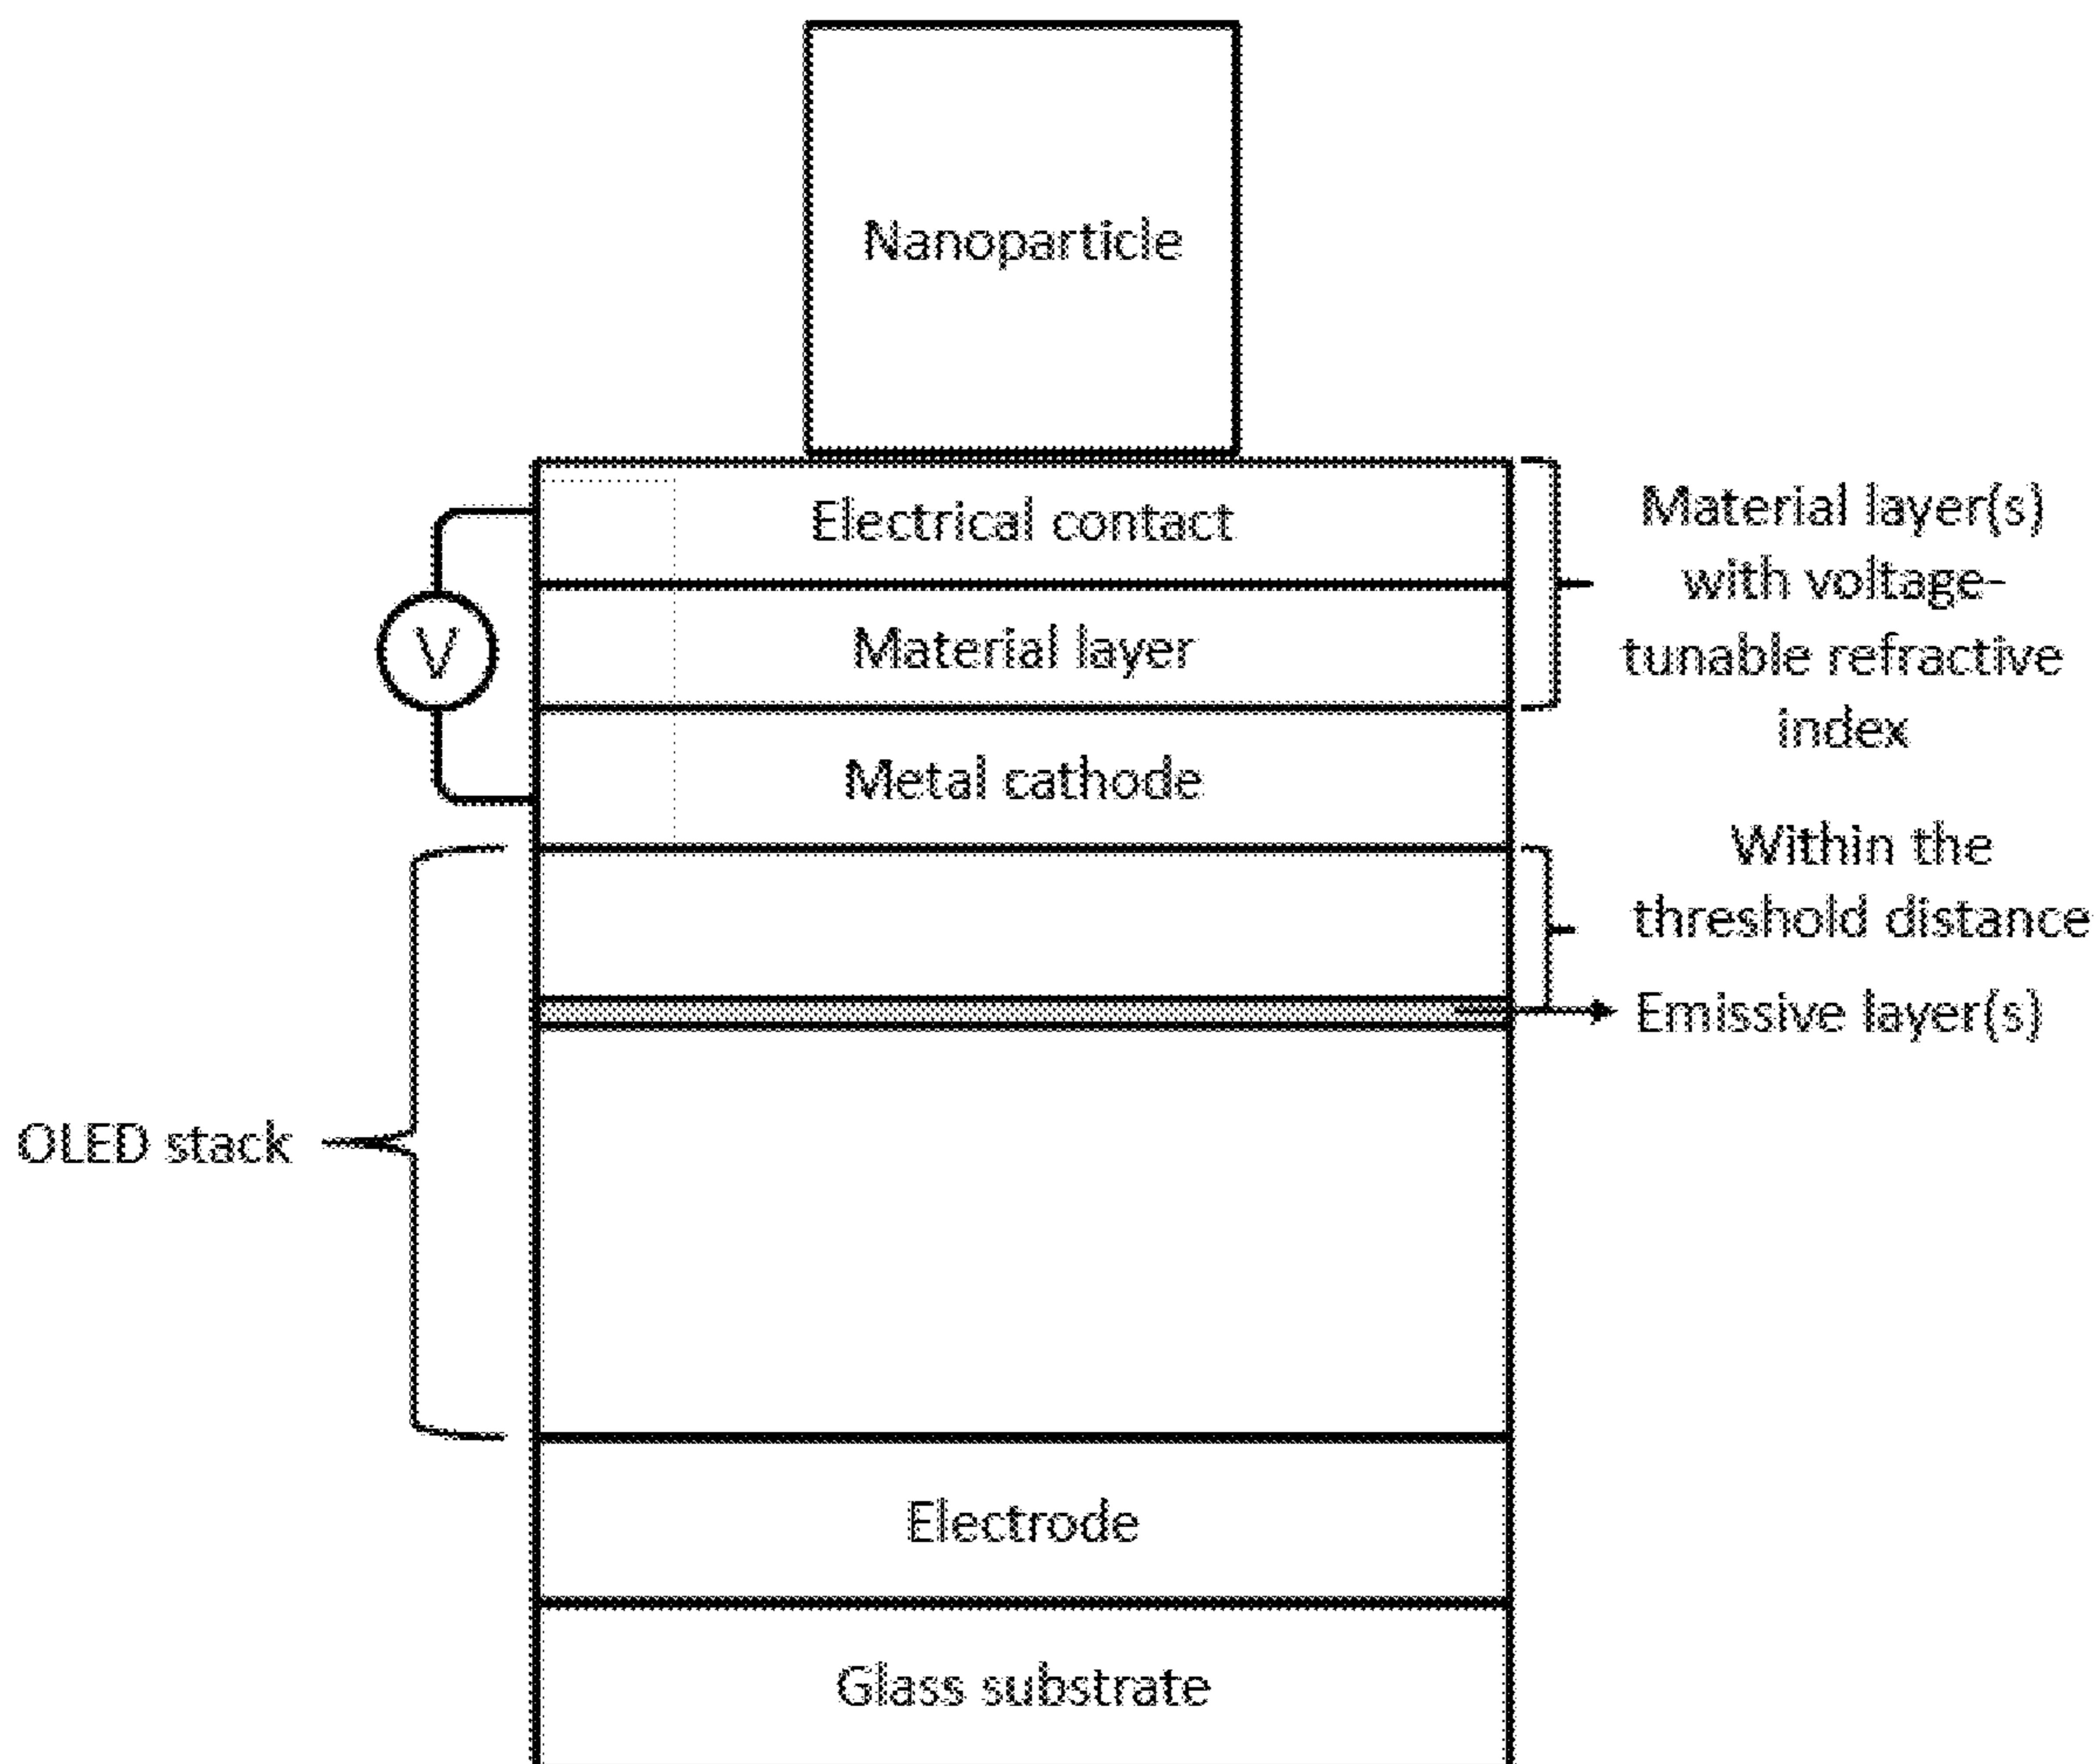 Nanoparticle
Electrical contact
Material layer
Metal cathode
V
Material layer(s)
with voltage-
tunable refractive
index
Within the
threshold distance
Emissive layer(s)
OLED stack
Electrode
Glass substrate